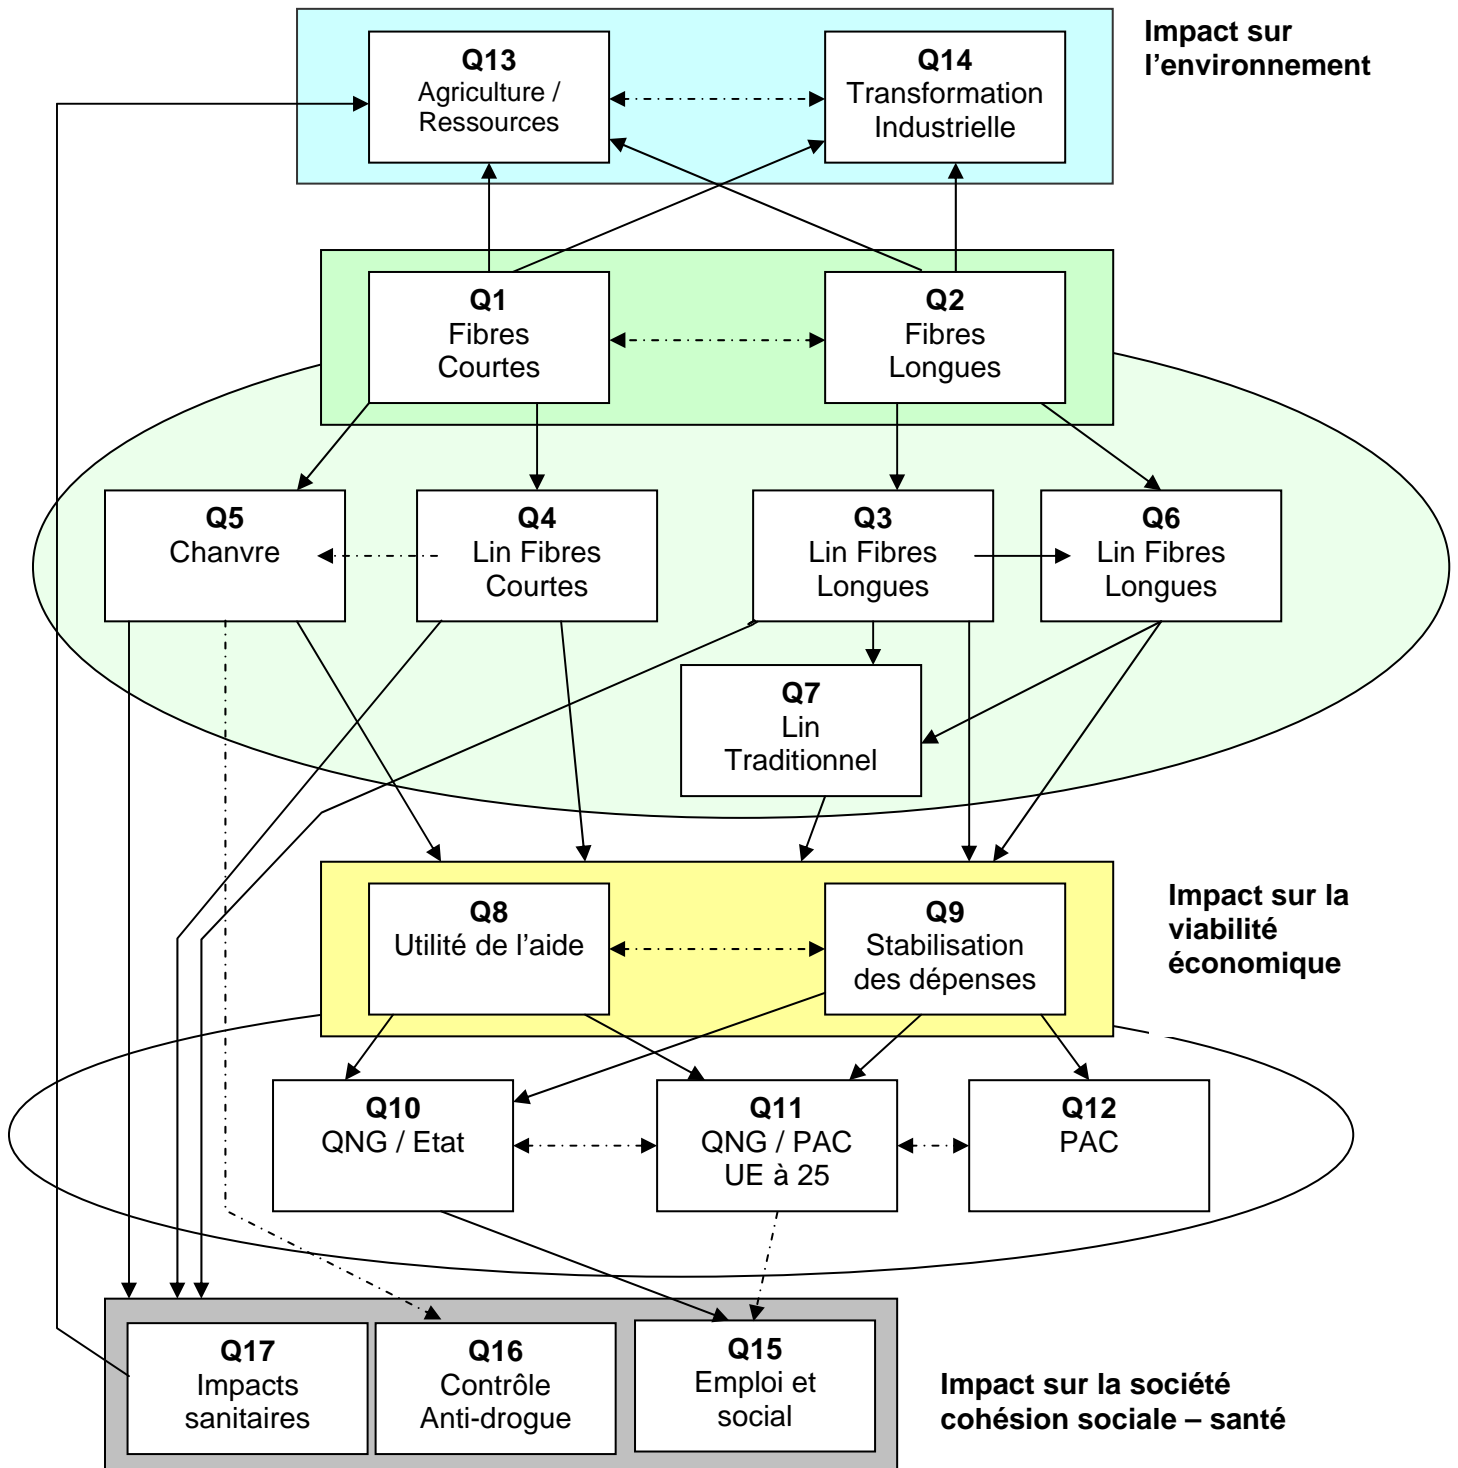 Impact sur
l'environnement
Q13
Agriculture /
Ressources
Q14
Transformation
Industrielle
Q1
Fibres
Courtes
Q2
Fibres
Longues
Q5
Chanvre
Q4
Lin Fibres
Courtes
Q3
Lin Fibres
Longues
Q6
Lin Fibres
Longues
Q7
Lin
Traditionnel
Q8
Utilité de l'aide
Q9
Stabilisation
des dépenses
Impact sur la
viabilité
économique
Q10
QNG / Etat
Q11
QNG / PAC
UE à 25
Q12
PAC
Q17
Impacts
sanitaires
Q16
Contrôle
Anti-drogue
Q15
Emploi et
social
Impact sur la société
cohésion sociale – santé